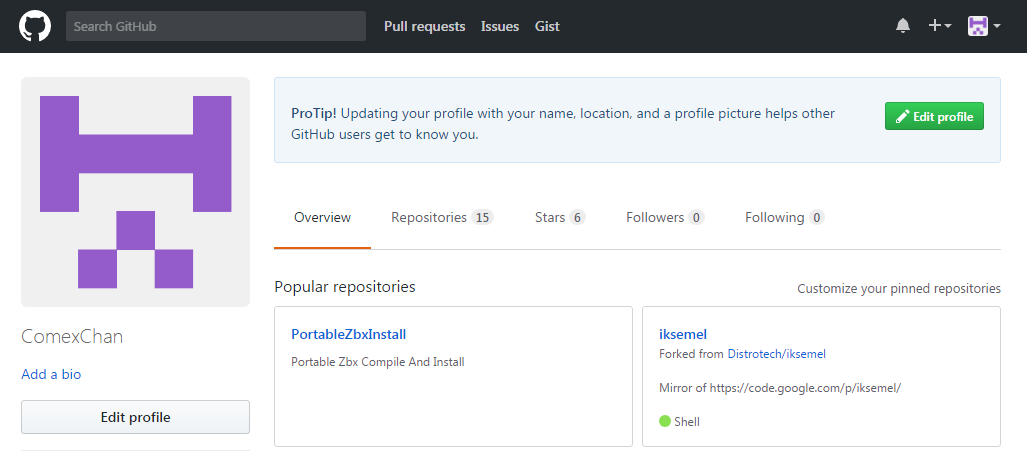 Search GitHub Pull requests Issues Gist
ProTip! Updating your profile with your name, location, and a profile picture helps other
GitHub users get to know you.
Edit profile
Overview Repositories 15 Stars 6 Followers 0 Following 0
ComexChan
Add a bio
Edit profile
Popular repositories
Customize your pinned repositories
PortableZbxInstall
Portable Zbx Compile And Install
iksemel
Forked from Distrotech/iksemel
Mirror of https://code.google.com/p/iksemel/
Shell